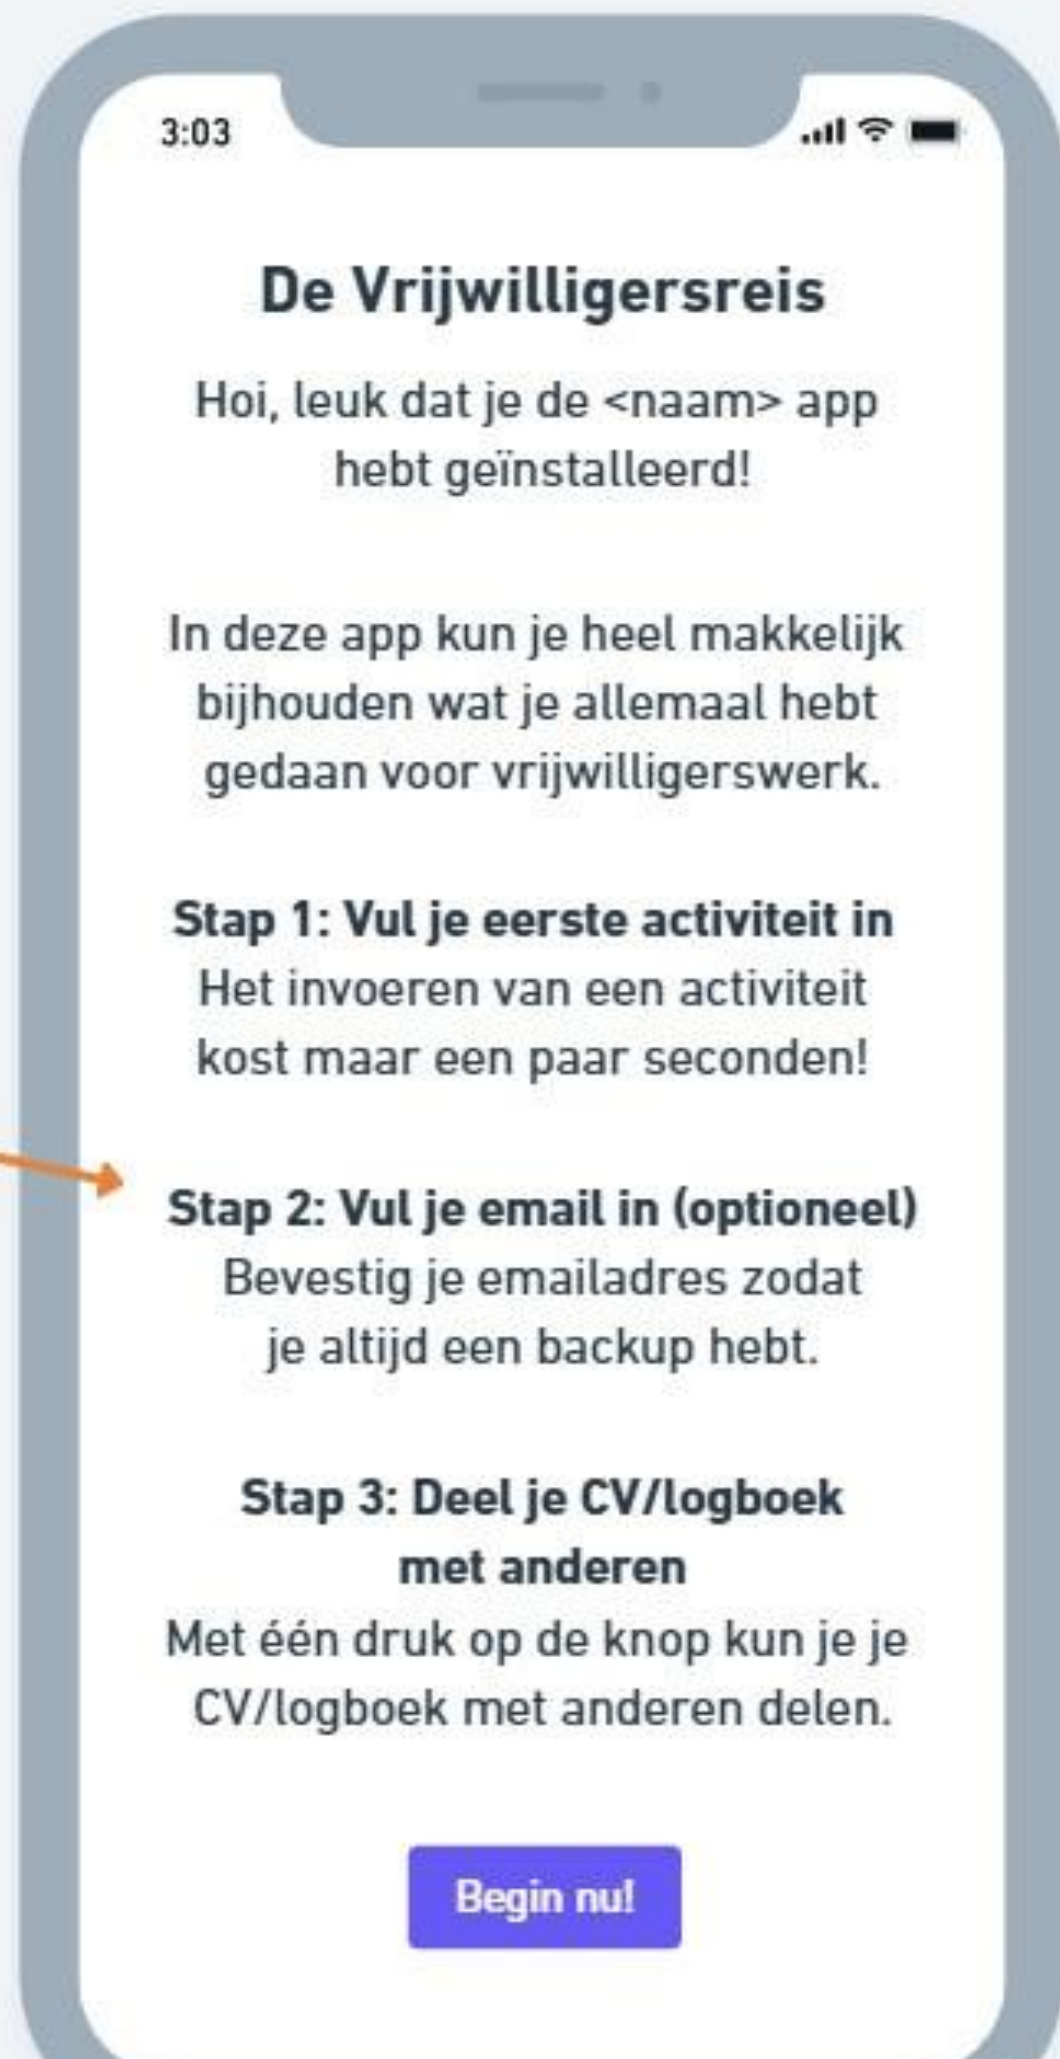 3:03
De Vrijwilligersreis
Hoi, leuk dat je de <naam> app
hebt geïnstalleerd!
In deze app kun je heel makkelijk
bijhouden wat je allemaal hebt
gedaan voor vrijwilligerswerk.
Stap 1: Vul je eerste activiteit in
Het invoeren van een activiteit
kost maar een paar seconden!
Stap 2: Vul je email in (optioneel)
Bevestig je emailadres zodat
je altijd een backup hebt.
Stap 3: Deel je CV/logboek
met anderen
Met één druk op de knop kun je je
CV/logboek met anderen delen.
Begin nu!